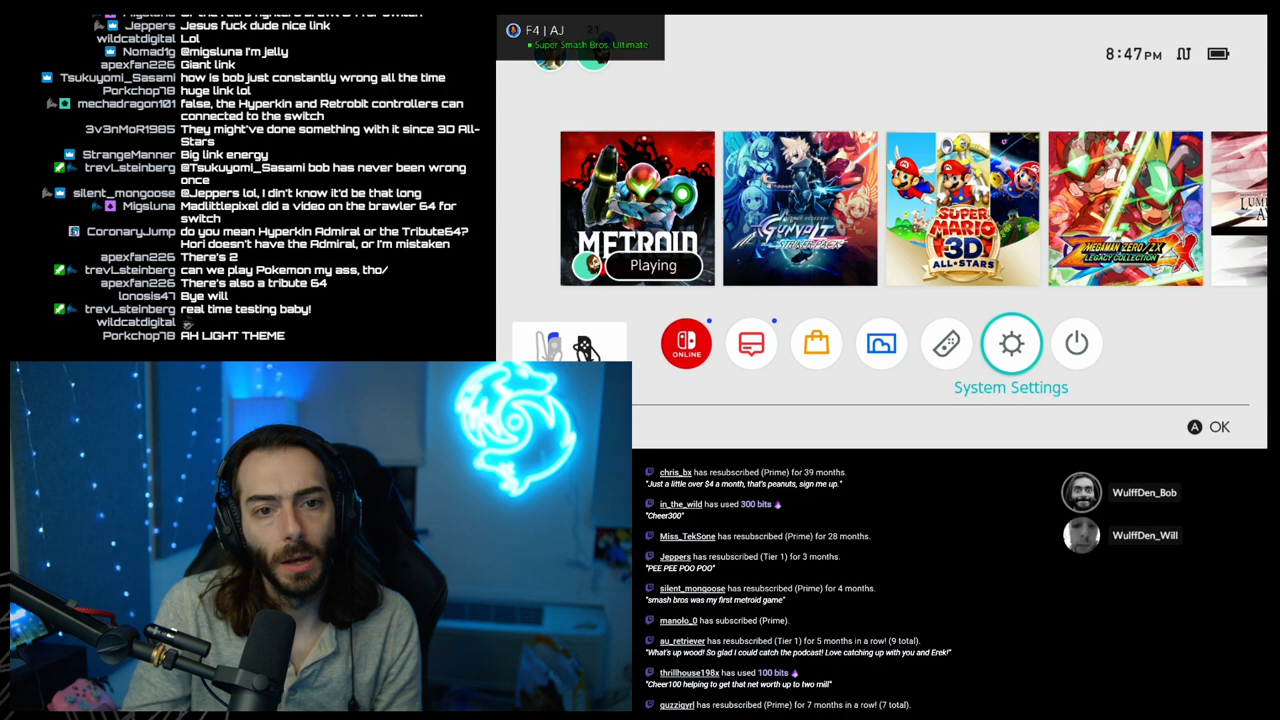 Jeppers Jesus fuck dude nice link
wildcatdigital Lol
Nomad1g @migsluna I'm jelly
apexfan226 Giant link
Tsukuyomi_Sasami how is bob just constantly wrong all the time
Porkchop78 huge link lol
mechadragon101 false, the Hyperkin and Retrobit controllers can
connected to the switch
3v3nMoR1985 They might've done something with it since 3D All-
Stars
StrangeManner Big link energy
trevLsteinberg @Tsukuyomi_Sasami bob has never been wrong
once
silent_mongoose @Jeppers lol, I din't know it'd be that long
Migsluna Madlittlepixel did a video on the brawler 64 for
switch
CoronaryJump do you mean Hyperkin Admiral or the Tribute64?
Hori doesn't have the Admiral, or I'm mistaken
apexfan226 There's 2
trevLsteinberg can we play Pokemon my ass, tho/
apexfan226 There's also a tribute 64
lonosis47 Bye will
trevLsteinberg real time testing baby!
wildcatdigital
Porkchop78 AH LIGHT THEME
F4 | AJ
Super Smash Bros. Ultimate
8:47 PM
METROID
Playing
GUNVOLT
STRIKER PACK
SUPER
MARIO
3D
ALL-STARS
MEGAMAN ZERO/ZX
LEGACY COLLECTION
ONLINE
System Settings
A OK
chris_bx has resubscribed (Prime) for 39 months.
"Just a little over $4 a month, that's peanuts, sign me up."
in_the_wild has used 300 bits
"Cheer300"
Miss_TekSone has resubscribed (Prime) for 28 months.
Jeppers has resubscribed (Tier 1) for 3 months.
"PEE PEE POO POO"
silent_mongoose has resubscribed (Prime) for 4 months.
"smash bros was my first metroid game"
manolo_0 has subscribed (Prime).
au_retriever has resubscribed (Tier 1) for 5 months in a row! (9 total).
"What's up wood! So glad I could catch the podcast! Love catching up with you and Erek!"
thrillhouse198x has used 100 bits
"Cheer100 helping to get that net worth up to two mill"
guzzigyrl has resubscribed (Prime) for 7 months in a row! (7 total).
WulffDen_Bob
WulffDen_Will